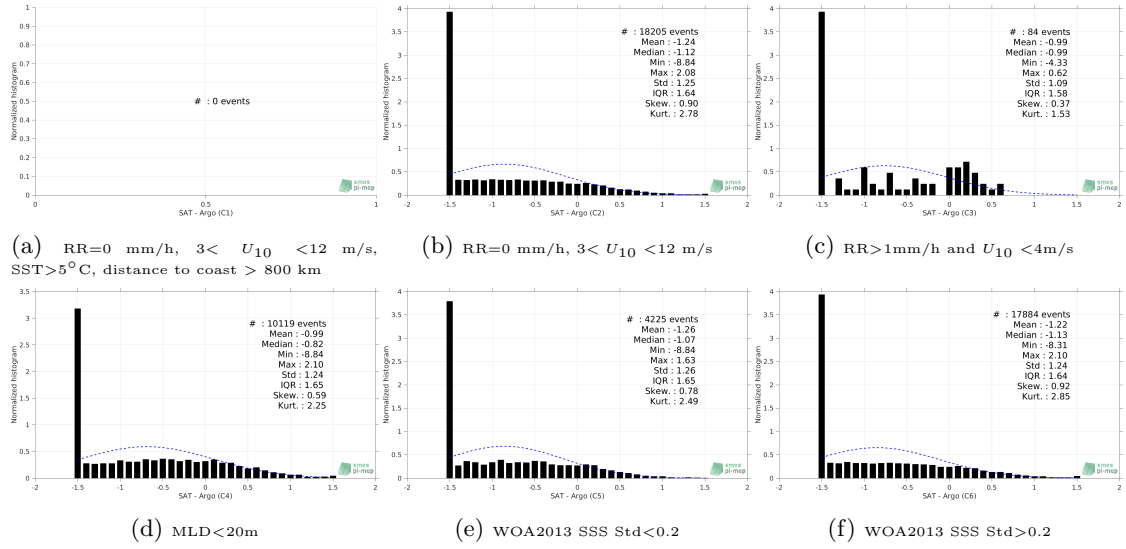 Normalized histogram
1
0.9
0.8
0.7
0.6
0.5
0.4
0.3
0.2
0.1
0
# : 0 events
smos
pi-mep
0 0.5 1
SAT - Argo (C1)
(a) RR=0 mm/h, 3< U10 <12 m/s,
SST>5°C, distance to coast > 800 km
Normalized histogram
4
3.5
3
2.5
2
1.5
1
0.5
0
# : 18205 events
Mean : -1.24
Median : -1.12
Min : -8.84
Max : 2.08
Std : 1.25
IQR : 1.64
Skew. : 0.90
Kurt. : 2.78
smos
pi-mep
-2 -1.5 -1 -0.5 0 0.5 1 1.5 2
SAT - Argo (C2)
(b) RR=0 mm/h, 3< U10 <12 m/s
Normalized histogram
4
3.5
3
2.5
2
1.5
1
0.5
0
# : 84 events
Mean : -0.99
Median : -0.99
Min : -4.33
Max : 0.62
Std : 1.09
IQR : 1.58
Skew. : 0.37
Kurt. : 1.53
smos
pi-mep
-2 -1.5 -1 -0.5 0 0.5 1 1.5 2
SAT - Argo (C3)
(c) RR>1mm/h and U10 <4m/s
Normalized histogram
3.5
3
2.5
2
1.5
1
0.5
0
# : 10119 events
Mean : -0.99
Median : -0.82
Min : -8.84
Max : 2.10
Std : 1.24
IQR : 1.65
Skew. : 0.59
Kurt. : 2.25
smos
pi-mep
-2 -1.5 -1 -0.5 0 0.5 1 1.5 2
SAT - Argo (C4)
(d) MLD<20m
Normalized histogram
4
3.5
3
2.5
2
1.5
1
0.5
0
# : 4225 events
Mean : -1.26
Median : -1.07
Min : -8.84
Max : 1.63
Std : 1.26
IQR : 1.65
Skew. : 0.78
Kurt. : 2.49
smos
pi-mep
-2 -1.5 -1 -0.5 0 0.5 1 1.5 2
SAT - Argo (C5)
(e) WOA2013 SSS Std<0.2
Normalized histogram
4
3.5
3
2.5
2
1.5
1
0.5
0
# : 17884 events
Mean : -1.22
Median : -1.13
Min : -8.31
Max : 2.10
Std : 1.24
IQR : 1.64
Skew. : 0.92
Kurt. : 2.85
smos
pi-mep
-2 -1.5 -1 -0.5 0 0.5 1 1.5 2
SAT - Argo (C6)
(f) WOA2013 SSS Std>0.2